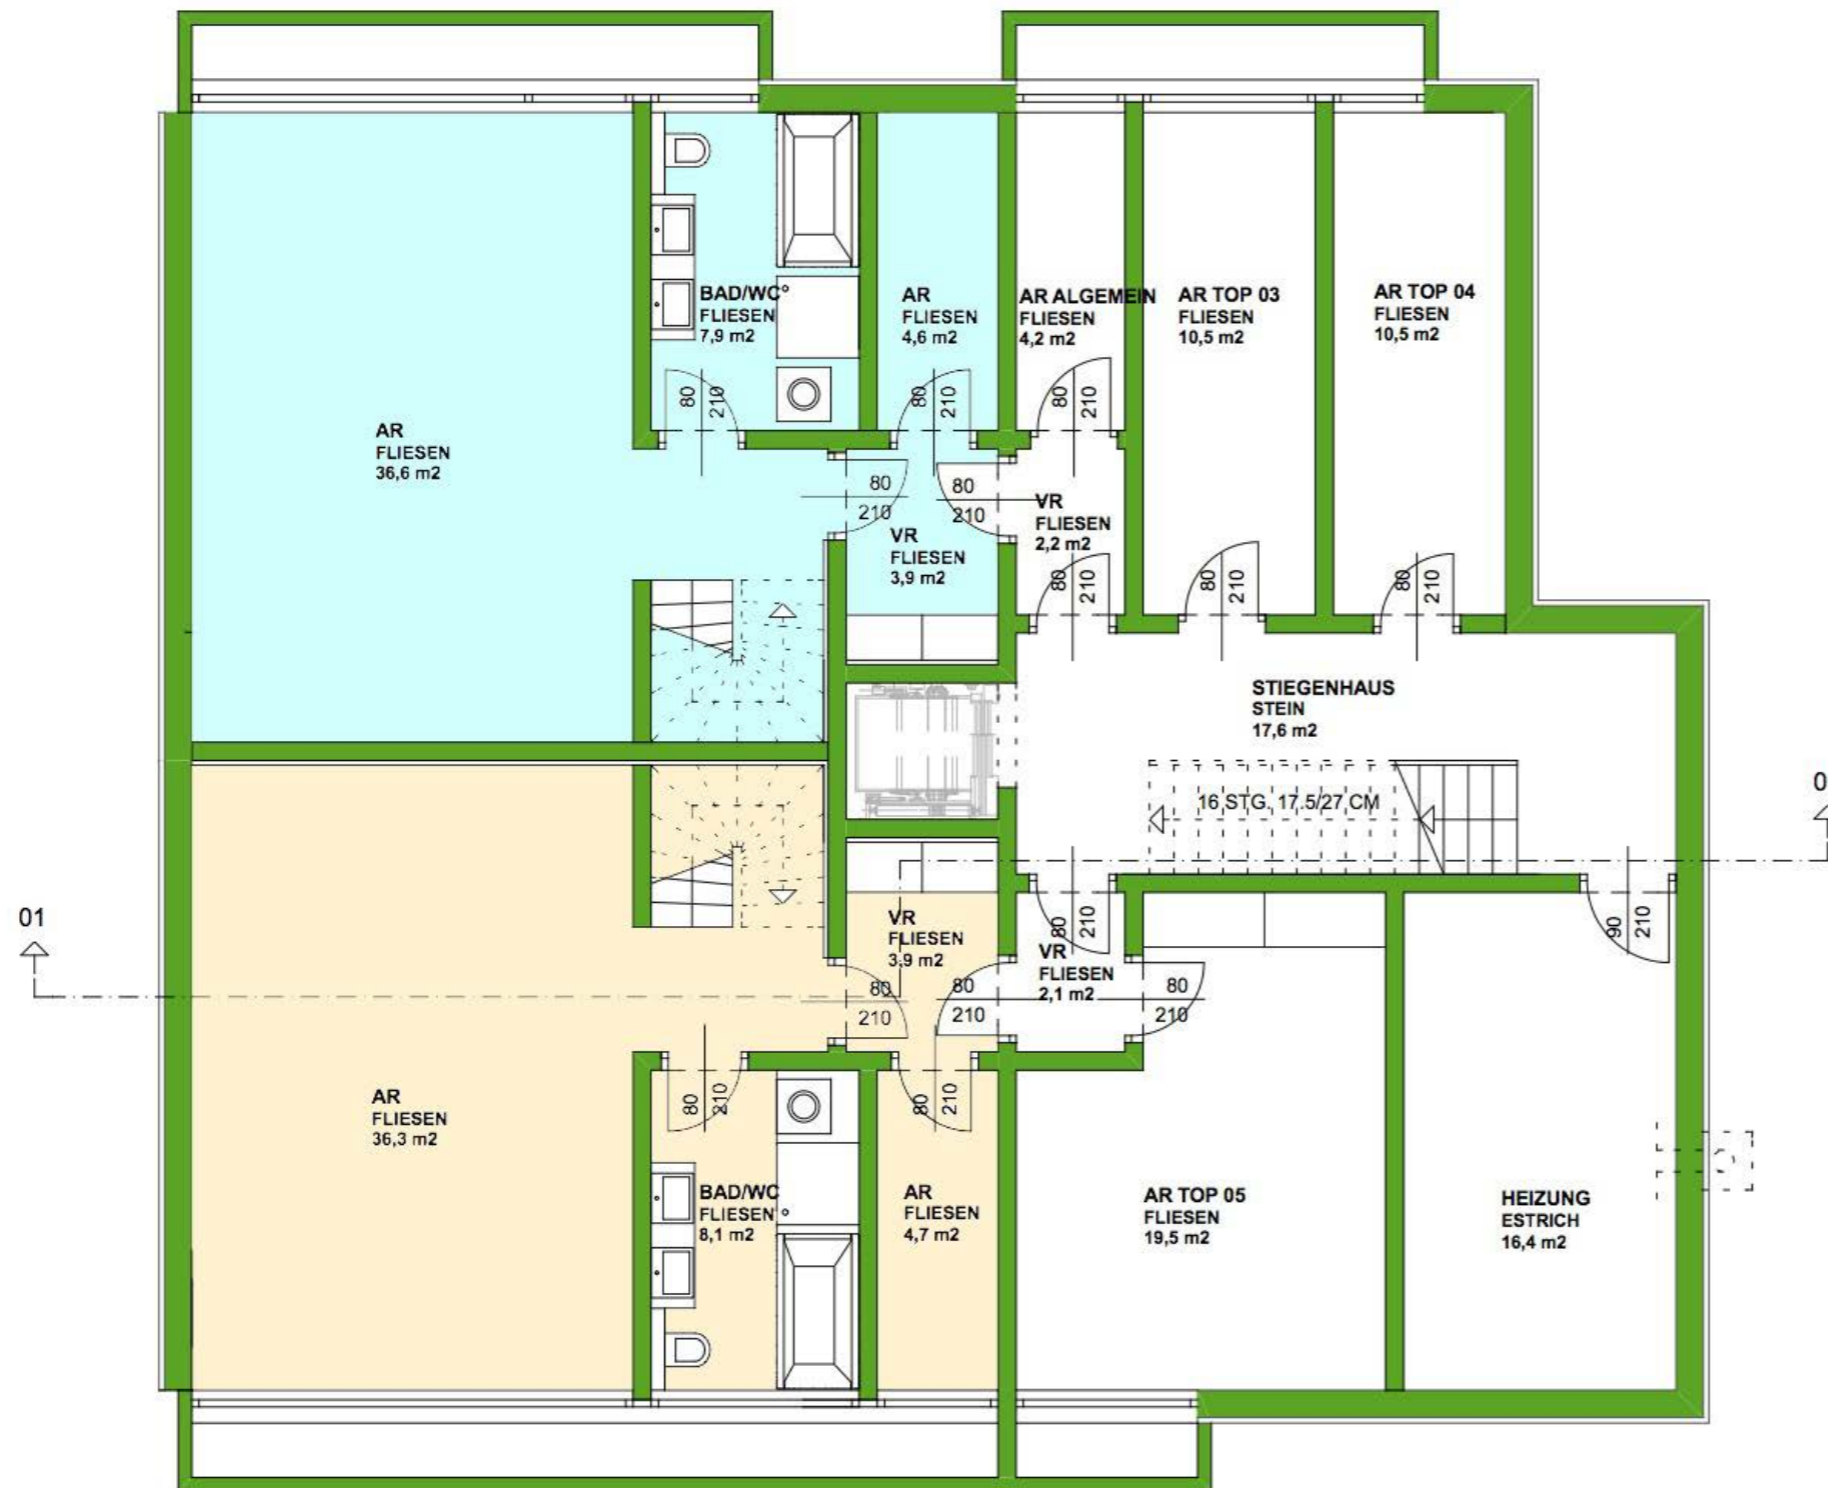 BAD/WC
FLIESEN
7,9 m2
AR
FLIESEN
4,6 m2
AR ALGEMEIN
FLIESEN
4,2 m2
AR TOP 03
FLIESEN
10,5 m2
AR TOP 04
FLIESEN
10,5 m2
80
210
80
210
80
210
AR
FLIESEN
36,6 m2
80
210
80
210
VR
FLIESEN
2,2 m2
VR
FLIESEN
3,9 m2
80
210
80
210
80
210
STIEGENHAUS
STEIN
17,6 m2
16 STG. 17.5/27 CM
0
01
VR
FLIESEN
3,9 m2
80
210
90
210
VR
FLIESEN
2,1 m2
80
210
80
210
80
210
AR
FLIESEN
36,3 m2
80
210
80
210
BAD/WC
FLIESEN
8,1 m2
AR
FLIESEN
4,7 m2
AR TOP 05
FLIESEN
19,5 m2
HEIZUNG
ESTRICH
16,4 m2